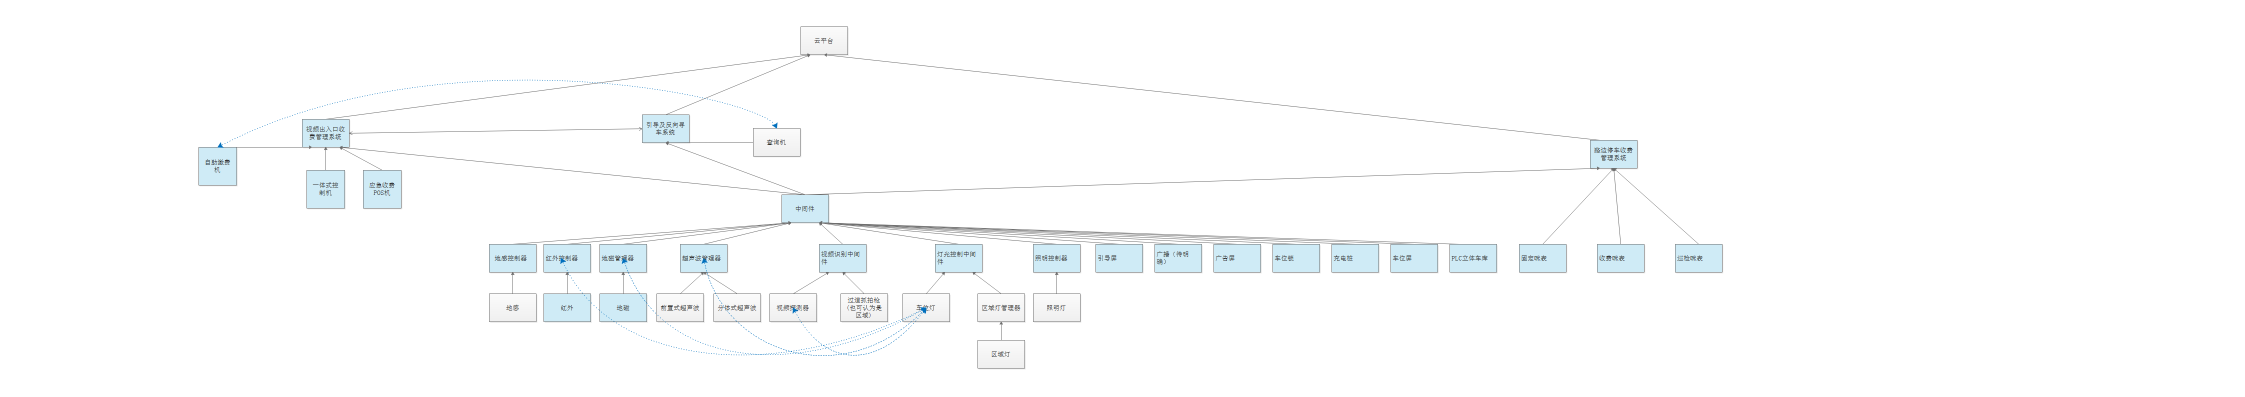 云平台
视频出入口收
费管理系统
引导及反向寻
车系统
查询机
路边停车收费
管理系统
自助缴费
机
一体式控
制机
应急收费
POS机
中间件
地感控制器
红外控制器
地磁管理器
超声波管理器
视频识别中间
件
灯光控制中间
件
照明控制器
引导屏
广播（待明
确）
广告屏
车位锁
充电桩
车位屏
PLC立体车库
固定咪表
收费咪表
巡检咪表
地感
红外
地磁
前置式超声波
分体式超声波
视频探测器
过道抓拍枪
（也可认为是
区域）
车位灯
区域灯管理器
照明灯
区域灯